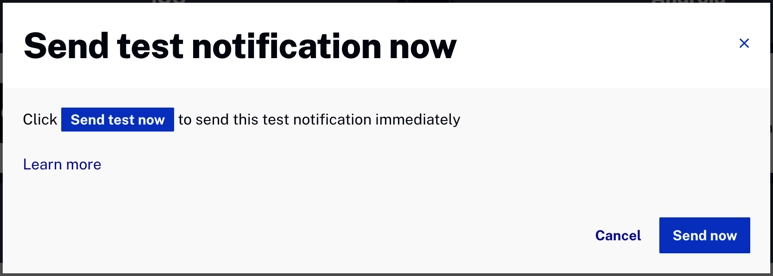 Send test notification now
Click Send test now to send this test notification immediately
Learn more
Cancel Send now